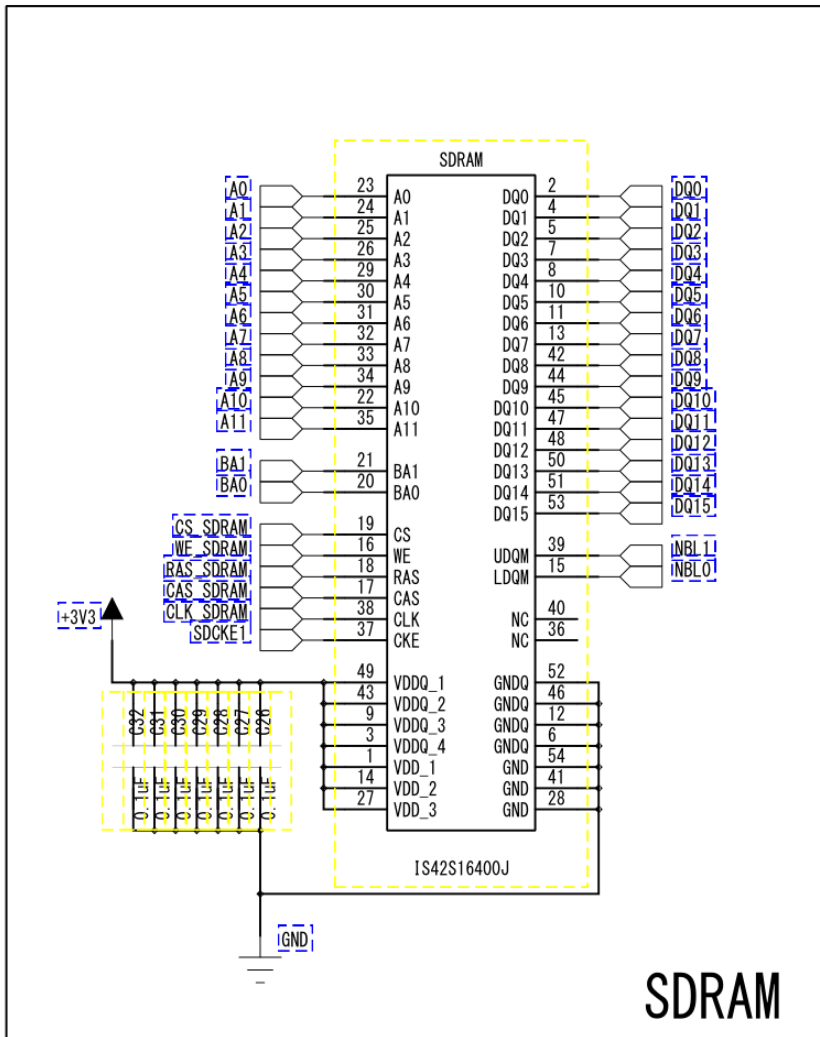 SDRAM
A0 23 A0 DQ0 2 DQ0
A1 24 A1 DQ1 4 DQ1
A2 25 A2 DQ2 5 DQ2
A3 26 A3 DQ3 7 DQ3
A4 29 A4 DQ4 8 DQ4
A5 30 A5 DQ5 10 DQ5
A6 31 A6 DQ6 11 DQ6
A7 32 A7 DQ7 13 DQ7
A8 33 A8 DQ8 42 DQ8
A9 34 A9 DQ9 44 DQ9
A10 22 A10 DQ10 45 DQ10
A11 35 A11 DQ11 47 DQ11
DQ12 48 DQ12
BA1 21 BA1 DQ13 50 DQ13
BA0 20 BA0 DQ14 51 DQ14
DQ15 53 DQ15
CS_SDRAM 19 CS
WE_SDRAM 16 WE UDQM 39 NBL1
RAS_SDRAM 18 RAS LDQM 15 NBL0
CAS_SDRAM 17 CAS
CLK_SDRAM 38 CLK NC 40
SDCKE1 37 CKE NC 36
+3V3
49 VDDQ_1 GNDQ 52
43 VDDQ_2 GNDQ 46
9 VDDQ_3 GNDQ 12
3 VDDQ_4 GNDQ 6
1 VDD_1 GND 54
14 VDD_2 GND 41
27 VDD_3 GND 28
C32 C31 C30 C29 C28 C27 C26
0.1uF 0.1uF 0.1uF 0.1uF 0.1uF 0.1uF 0.1uF
IS42S16400J
GND
SDRAM